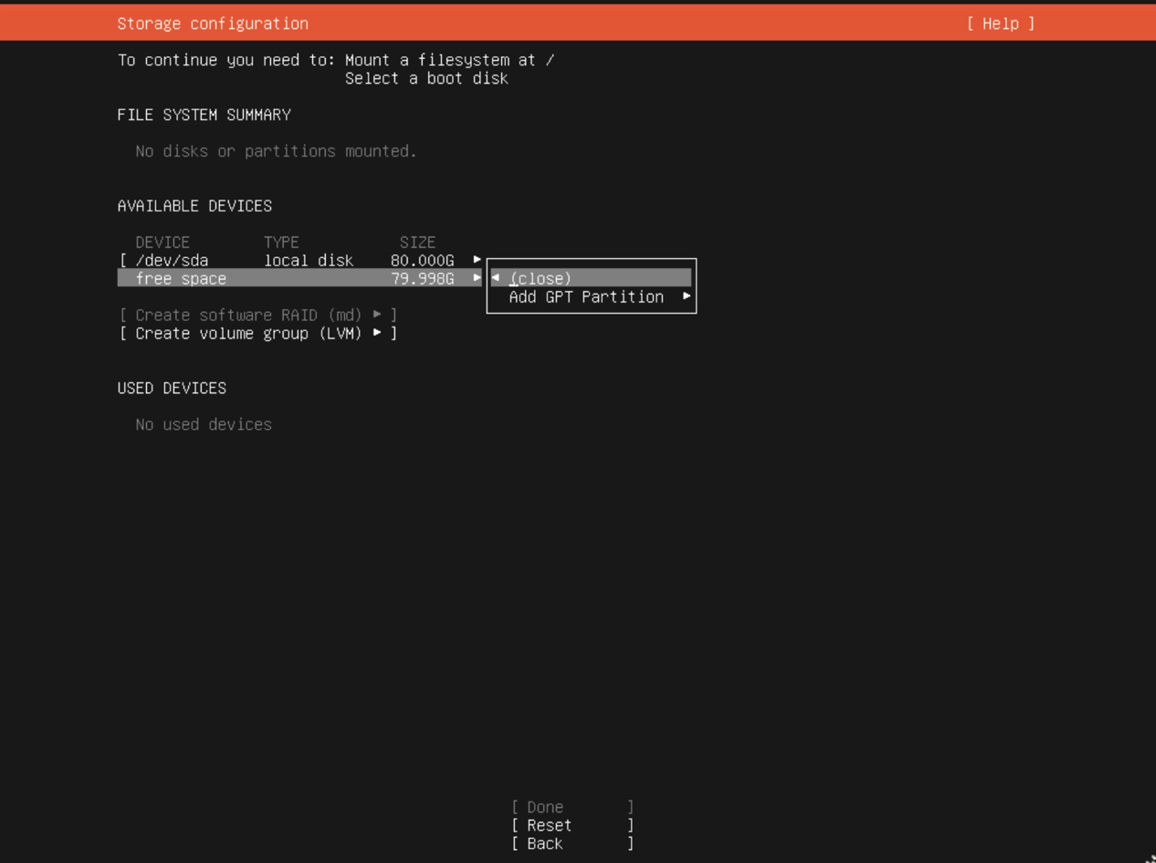 Storage configuration [ Help ]
To continue you need to: Mount a filesystem at /
Select a boot disk
FILE SYSTEM SUMMARY
No disks or partitions mounted.
AVAILABLE DEVICES
DEVICE TYPE SIZE
[ /dev/sda local disk 80.000G ▸
free space 79.998G ▸
◂ (close)
Add GPT Partition ▸
[ Create software RAID (md) ▸ ]
[ Create volume group (LVM) ▸ ]
USED DEVICES
No used devices
[ Done ]
[ Reset ]
[ Back ]